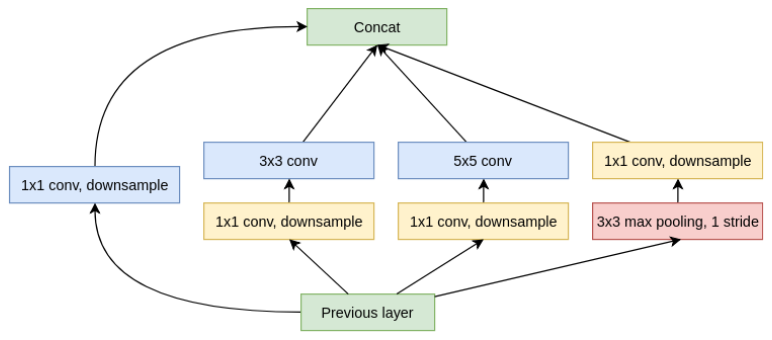 Concat
3x3 conv
5x5 conv
1x1 conv, downsample
1x1 conv, downsample
1x1 conv, downsample
1x1 conv, downsample
3x3 max pooling, 1 stride
Previous layer